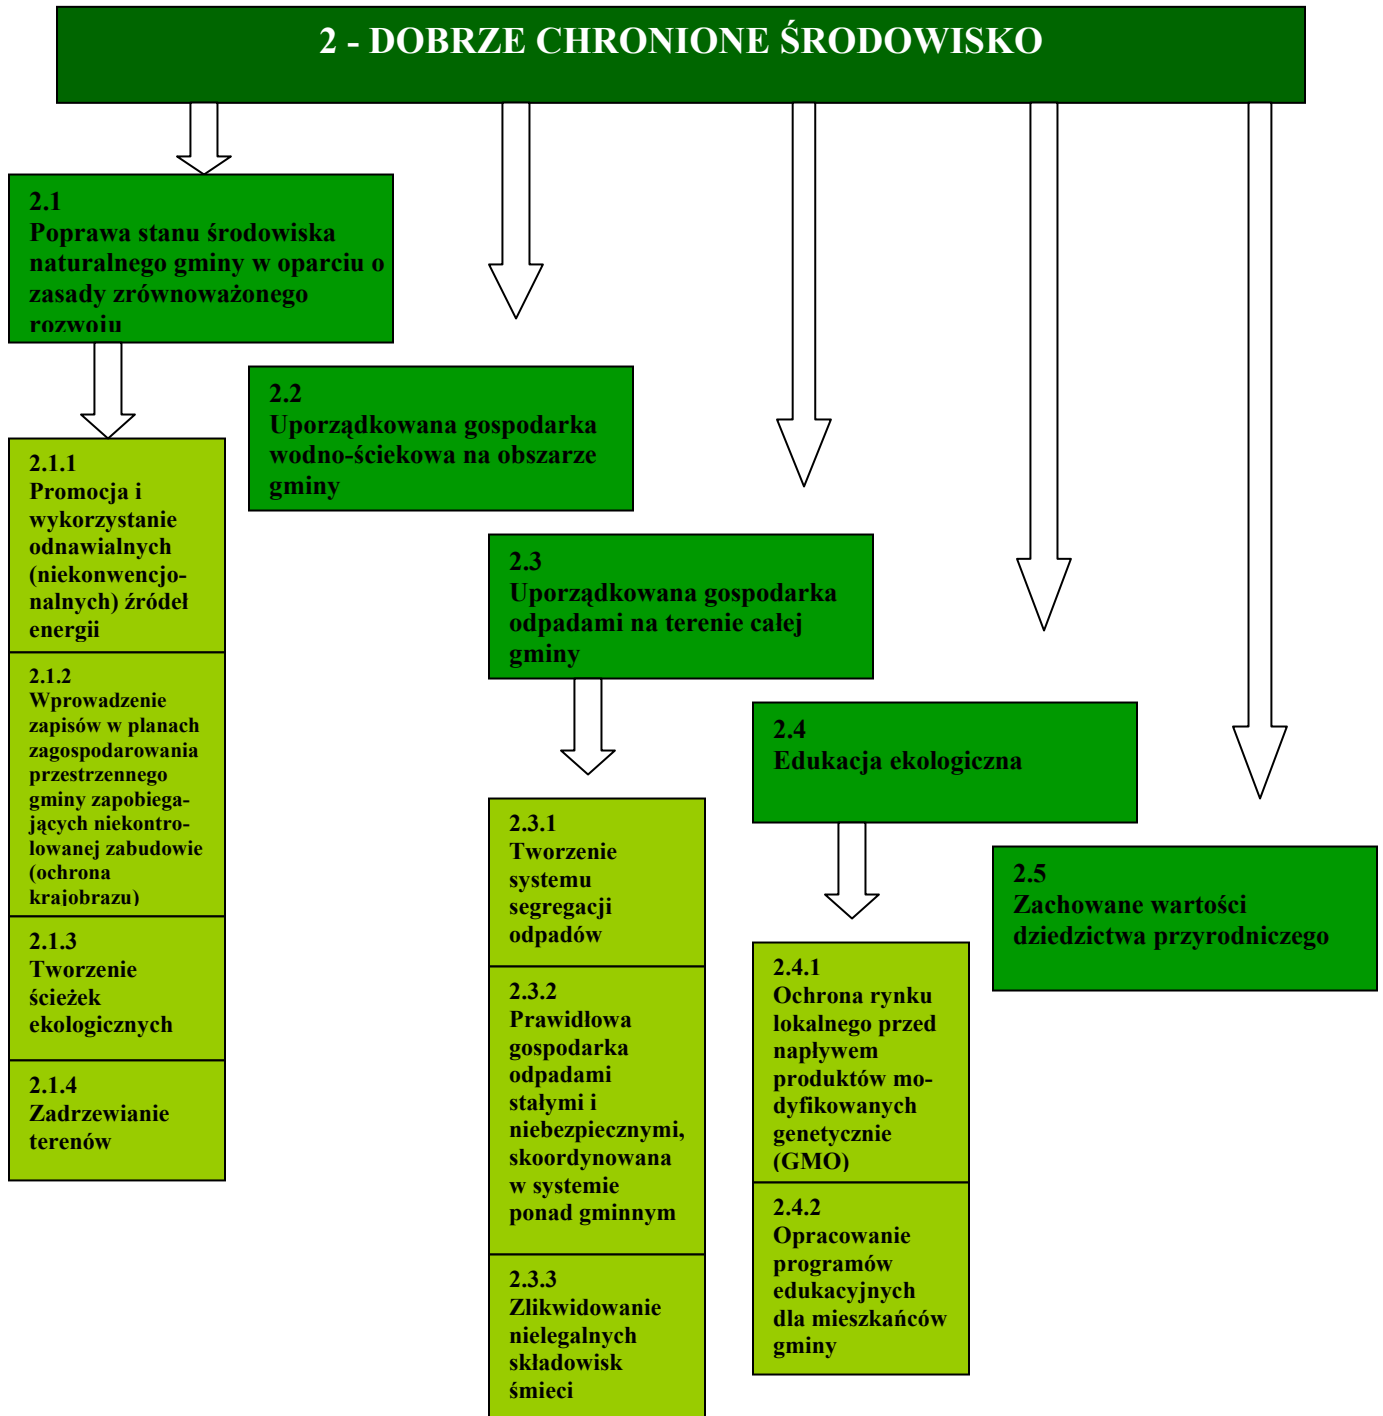 2 - DOBRZE CHRONIONE ŚRODOWISKO
2.1
Poprawa stanu środowiska
naturalnego gminy w oparciu o
zasady zrównoważonego
rozwoju
2.1.1
Promocja i
wykorzystanie
odnawialnych
(niekonwencjo-
nalnych) źródeł
energii
2.1.2
Wprowadzenie
zapisów w planach
zagospodarowania
przestrzennego
gminy zapobiega-
jących niekontro-
lowanej zabudowie
(ochrona
krajobrazu)
2.1.3
Tworzenie
ścieżek
ekologicznych
2.1.4
Zadrzewianie
terenów
2.2
Uporządkowana gospodarka
wodno-ściekowa na obszarze
gminy
2.3
Uporządkowana gospodarka
odpadami na terenie całej
gminy
2.3.1
Tworzenie
systemu
segregacji
odpadów
2.3.2
Prawidłowa
gospodarka
odpadami
stałymi i
niebezpiecznymi,
skoordynowana
w systemie
ponad gminnym
2.3.3
Zlikwidowanie
nielegalnych
składowisk
śmieci
2.4
Edukacja ekologiczna
2.4.1
Ochrona rynku
lokalnego przed
napływem
produktów mo-
dyfikowanych
genetycznie
(GMO)
2.4.2
Opracowanie
programów
edukacyjnych
dla mieszkańców
gminy
2.5
Zachowane wartości
dziedzictwa przyrodniczego